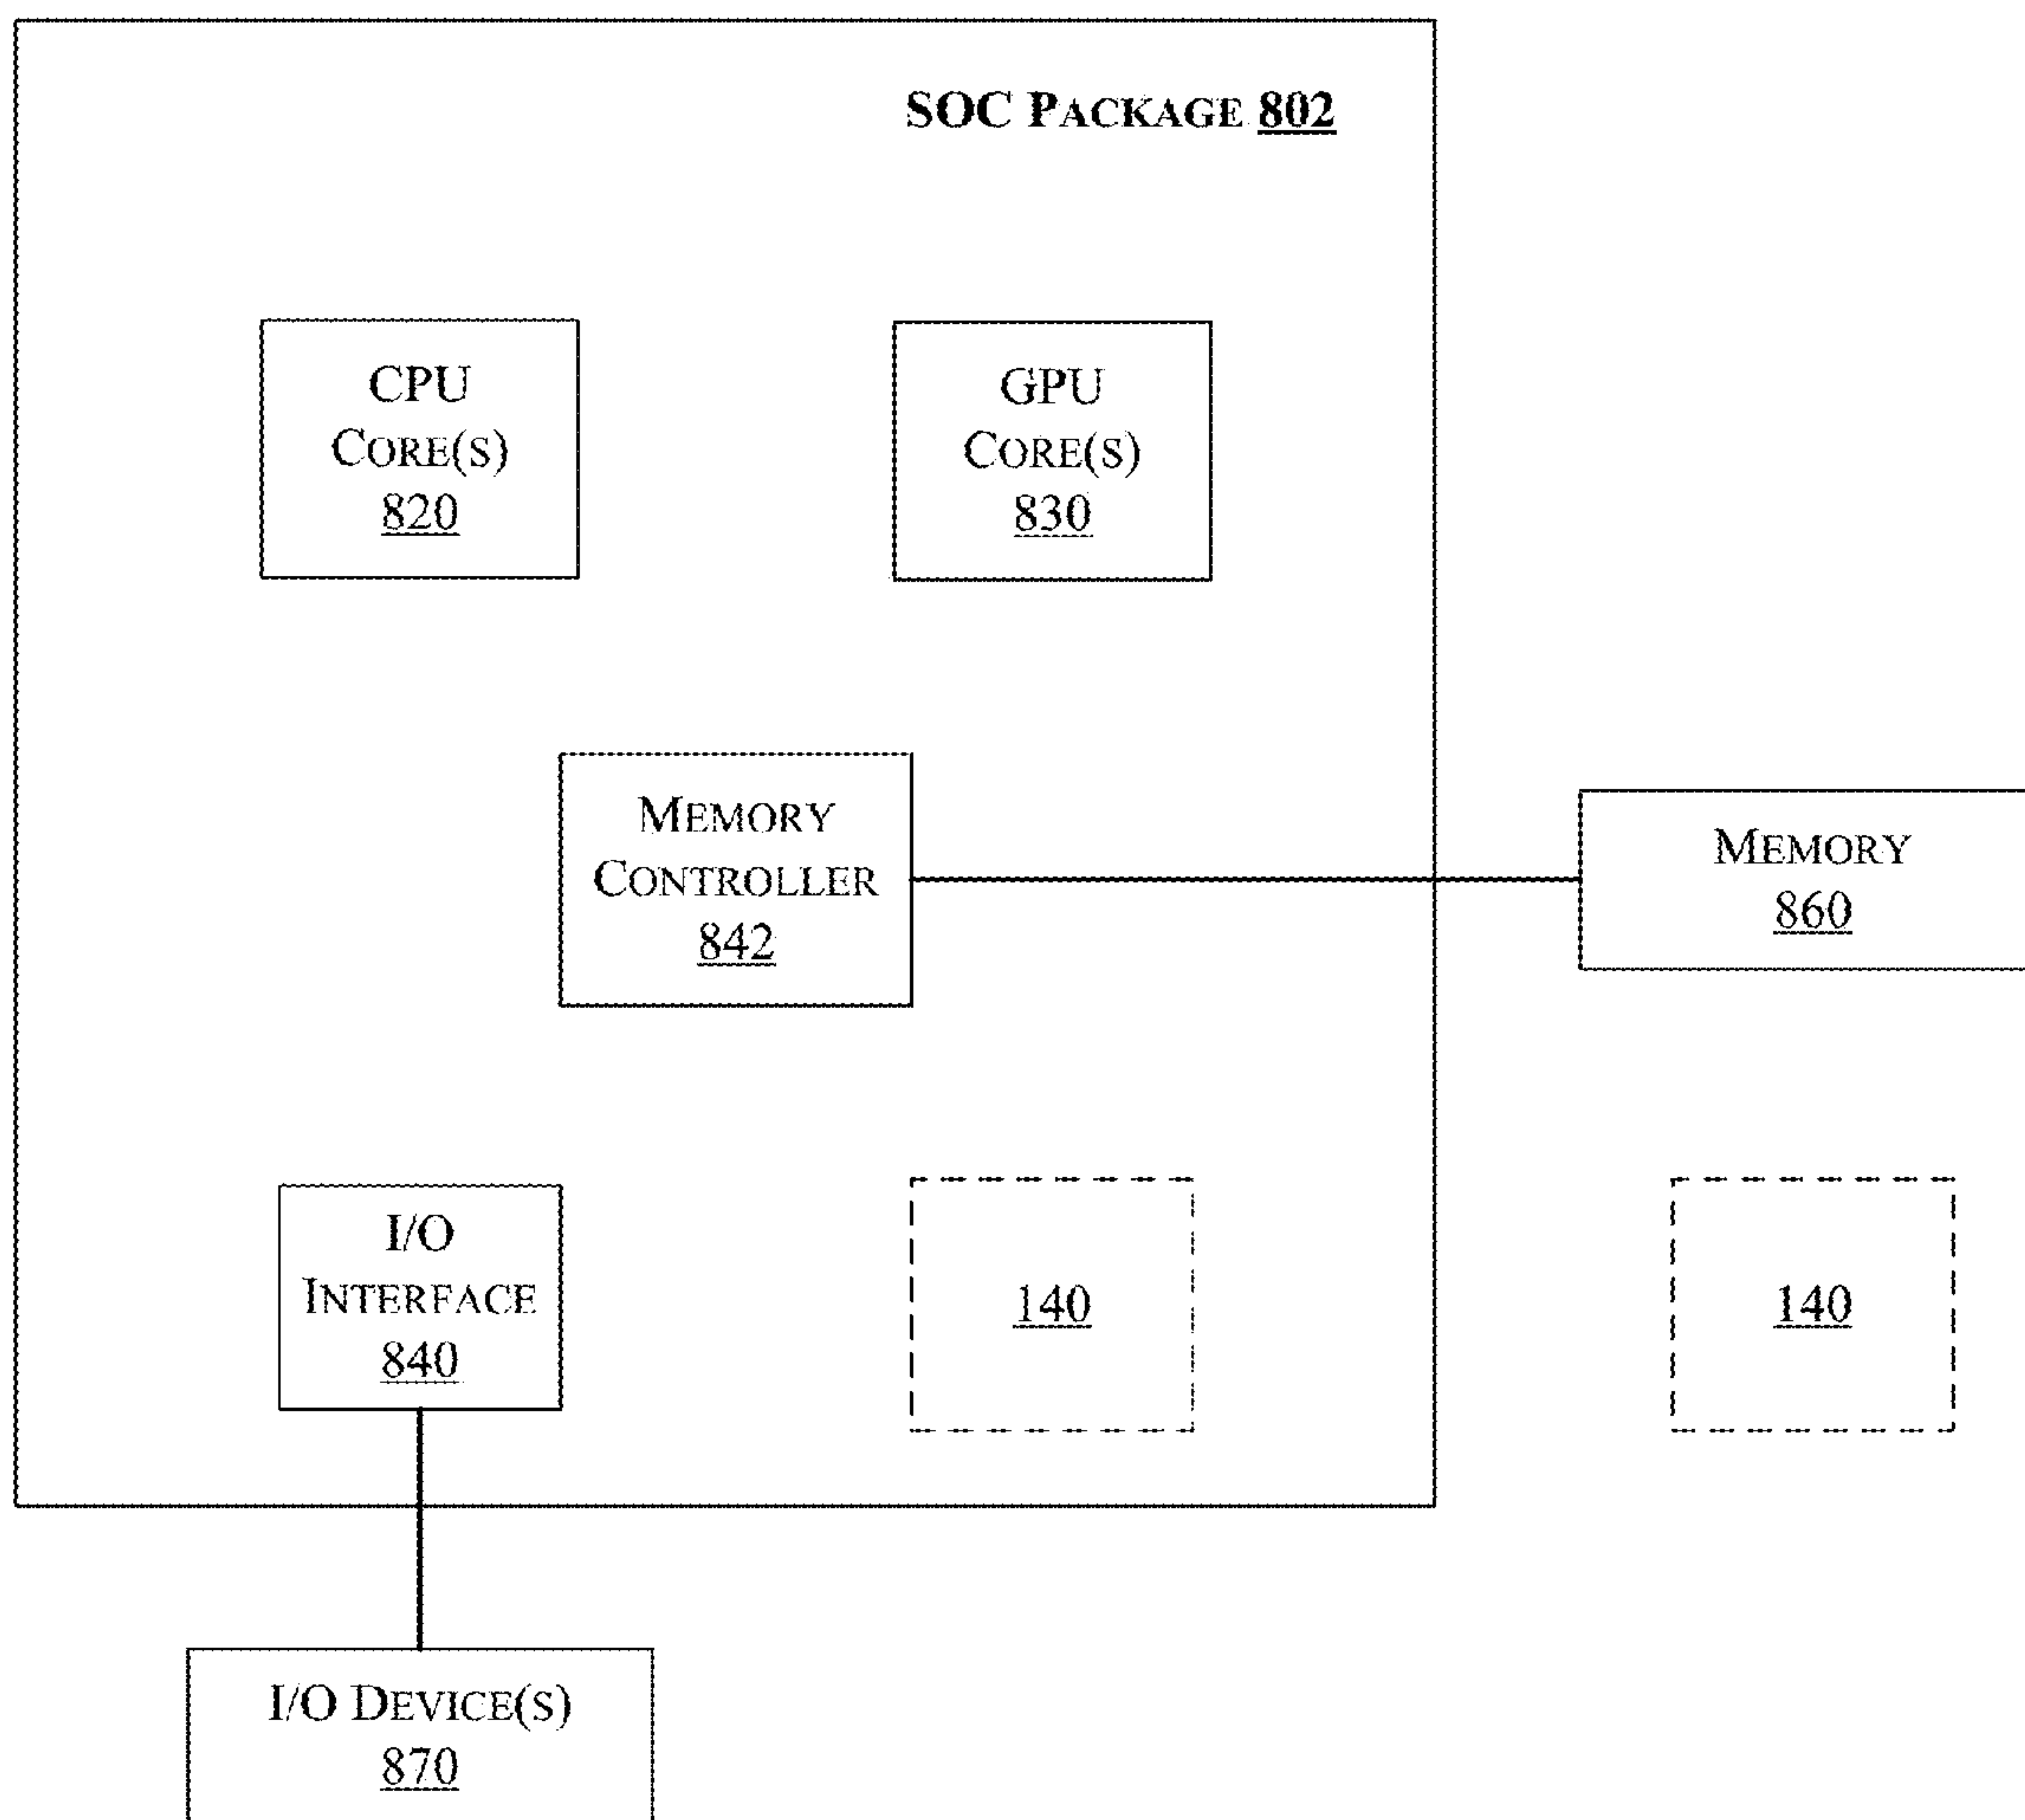 SOC PACKAGE 802
CPU
CORE(S)
820
GPU
CORE(S)
830
MEMORY
CONTROLLER
842
MEMORY
860
I/O
INTERFACE
840
140
140
I/O DEVICE(S)
870